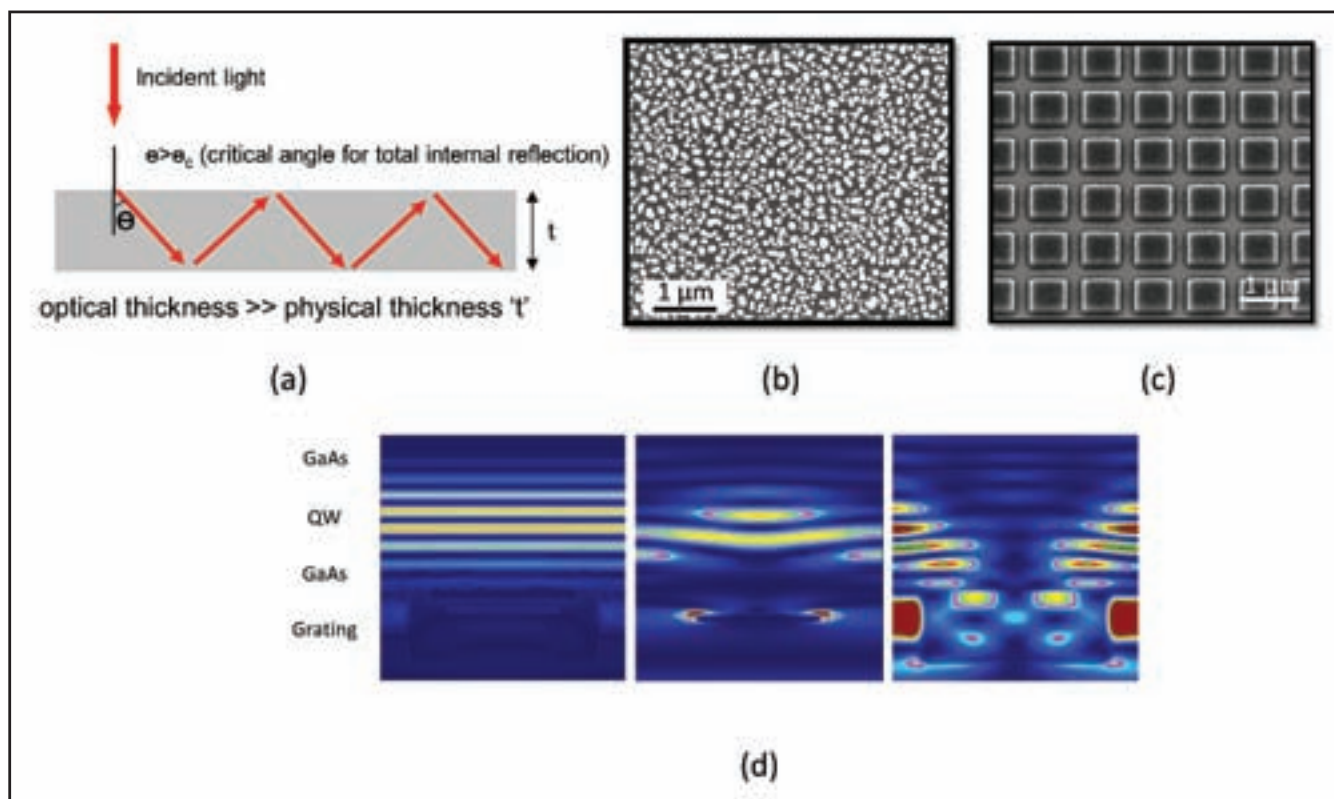 Incident light
ɵ>ɵc (critical angle for total internal reflection)
ɵ
t
optical thickness >> physical thickness 't'
(a)
1 μm
(b)
1 μm
(c)
GaAs
QW
GaAs
Grating
(d)